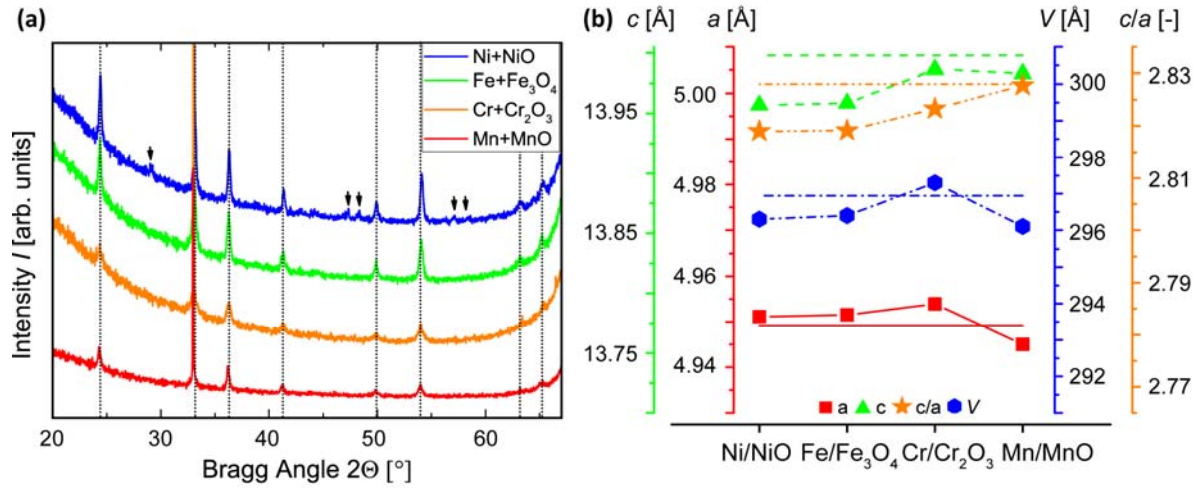 (a)
Intensity I [arb. units]
Ni+NiO
Fe+Fe₃O₄
Cr+Cr₂O₃
Mn+MnO
20 30 40 50 60
Bragg Angle 2Θ [°]
(b)
c [Å] a [Å] V [Å] c/a [-]
13.95
13.85
13.75
5.00
4.98
4.96
4.94
300
298
296
294
292
2.83
2.81
2.79
2.77
a c c/a V
Ni/NiO Fe/Fe₃O₄ Cr/Cr₂O₃ Mn/MnO